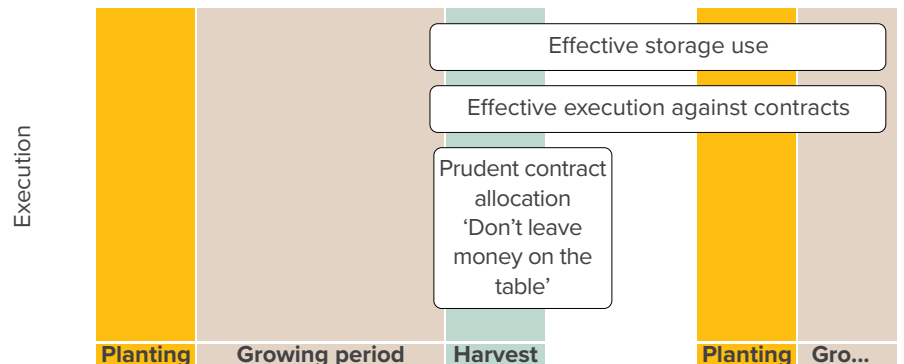 Execution
Effective storage use
Effective execution against contracts
Prudent contract
allocation
‘Don’t leave
money on the
table’
Planting
Growing period
Harvest
Planting
Gro...